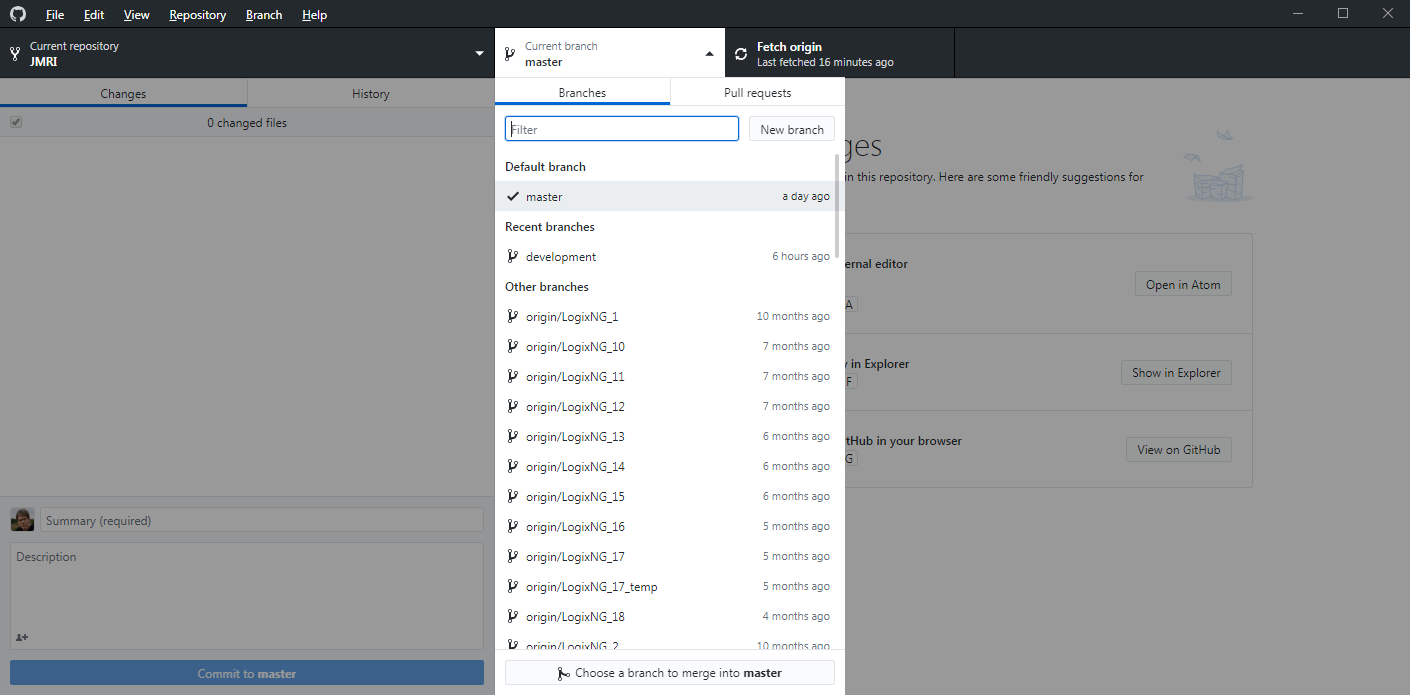 File Edit View Repository Branch Help
Current repository
JMRI
Current branch
master
Fetch origin
Last fetched 16 minutes ago
Changes History
0 changed files
Summary (required)
Description
Commit to master
Branches Pull requests
Filter New branch
Default branch
master a day ago
Recent branches
development 6 hours ago
Other branches
origin/LogixNG_1 10 months ago
origin/LogixNG_10 7 months ago
origin/LogixNG_11 7 months ago
origin/LogixNG_12 7 months ago
origin/LogixNG_13 6 months ago
origin/LogixNG_14 6 months ago
origin/LogixNG_15 6 months ago
origin/LogixNG_16 5 months ago
origin/LogixNG_17 5 months ago
origin/LogixNG_17_temp 5 months ago
origin/LogixNG_18 4 months ago
origin/LogixNG_2 10 months ago
Choose a branch to merge into master
ges
in this repository. Here are some friendly suggestions for
ernal editor
A
Open in Atom
y in Explorer
F
Show in Explorer
tHub in your browser
G
View on GitHub